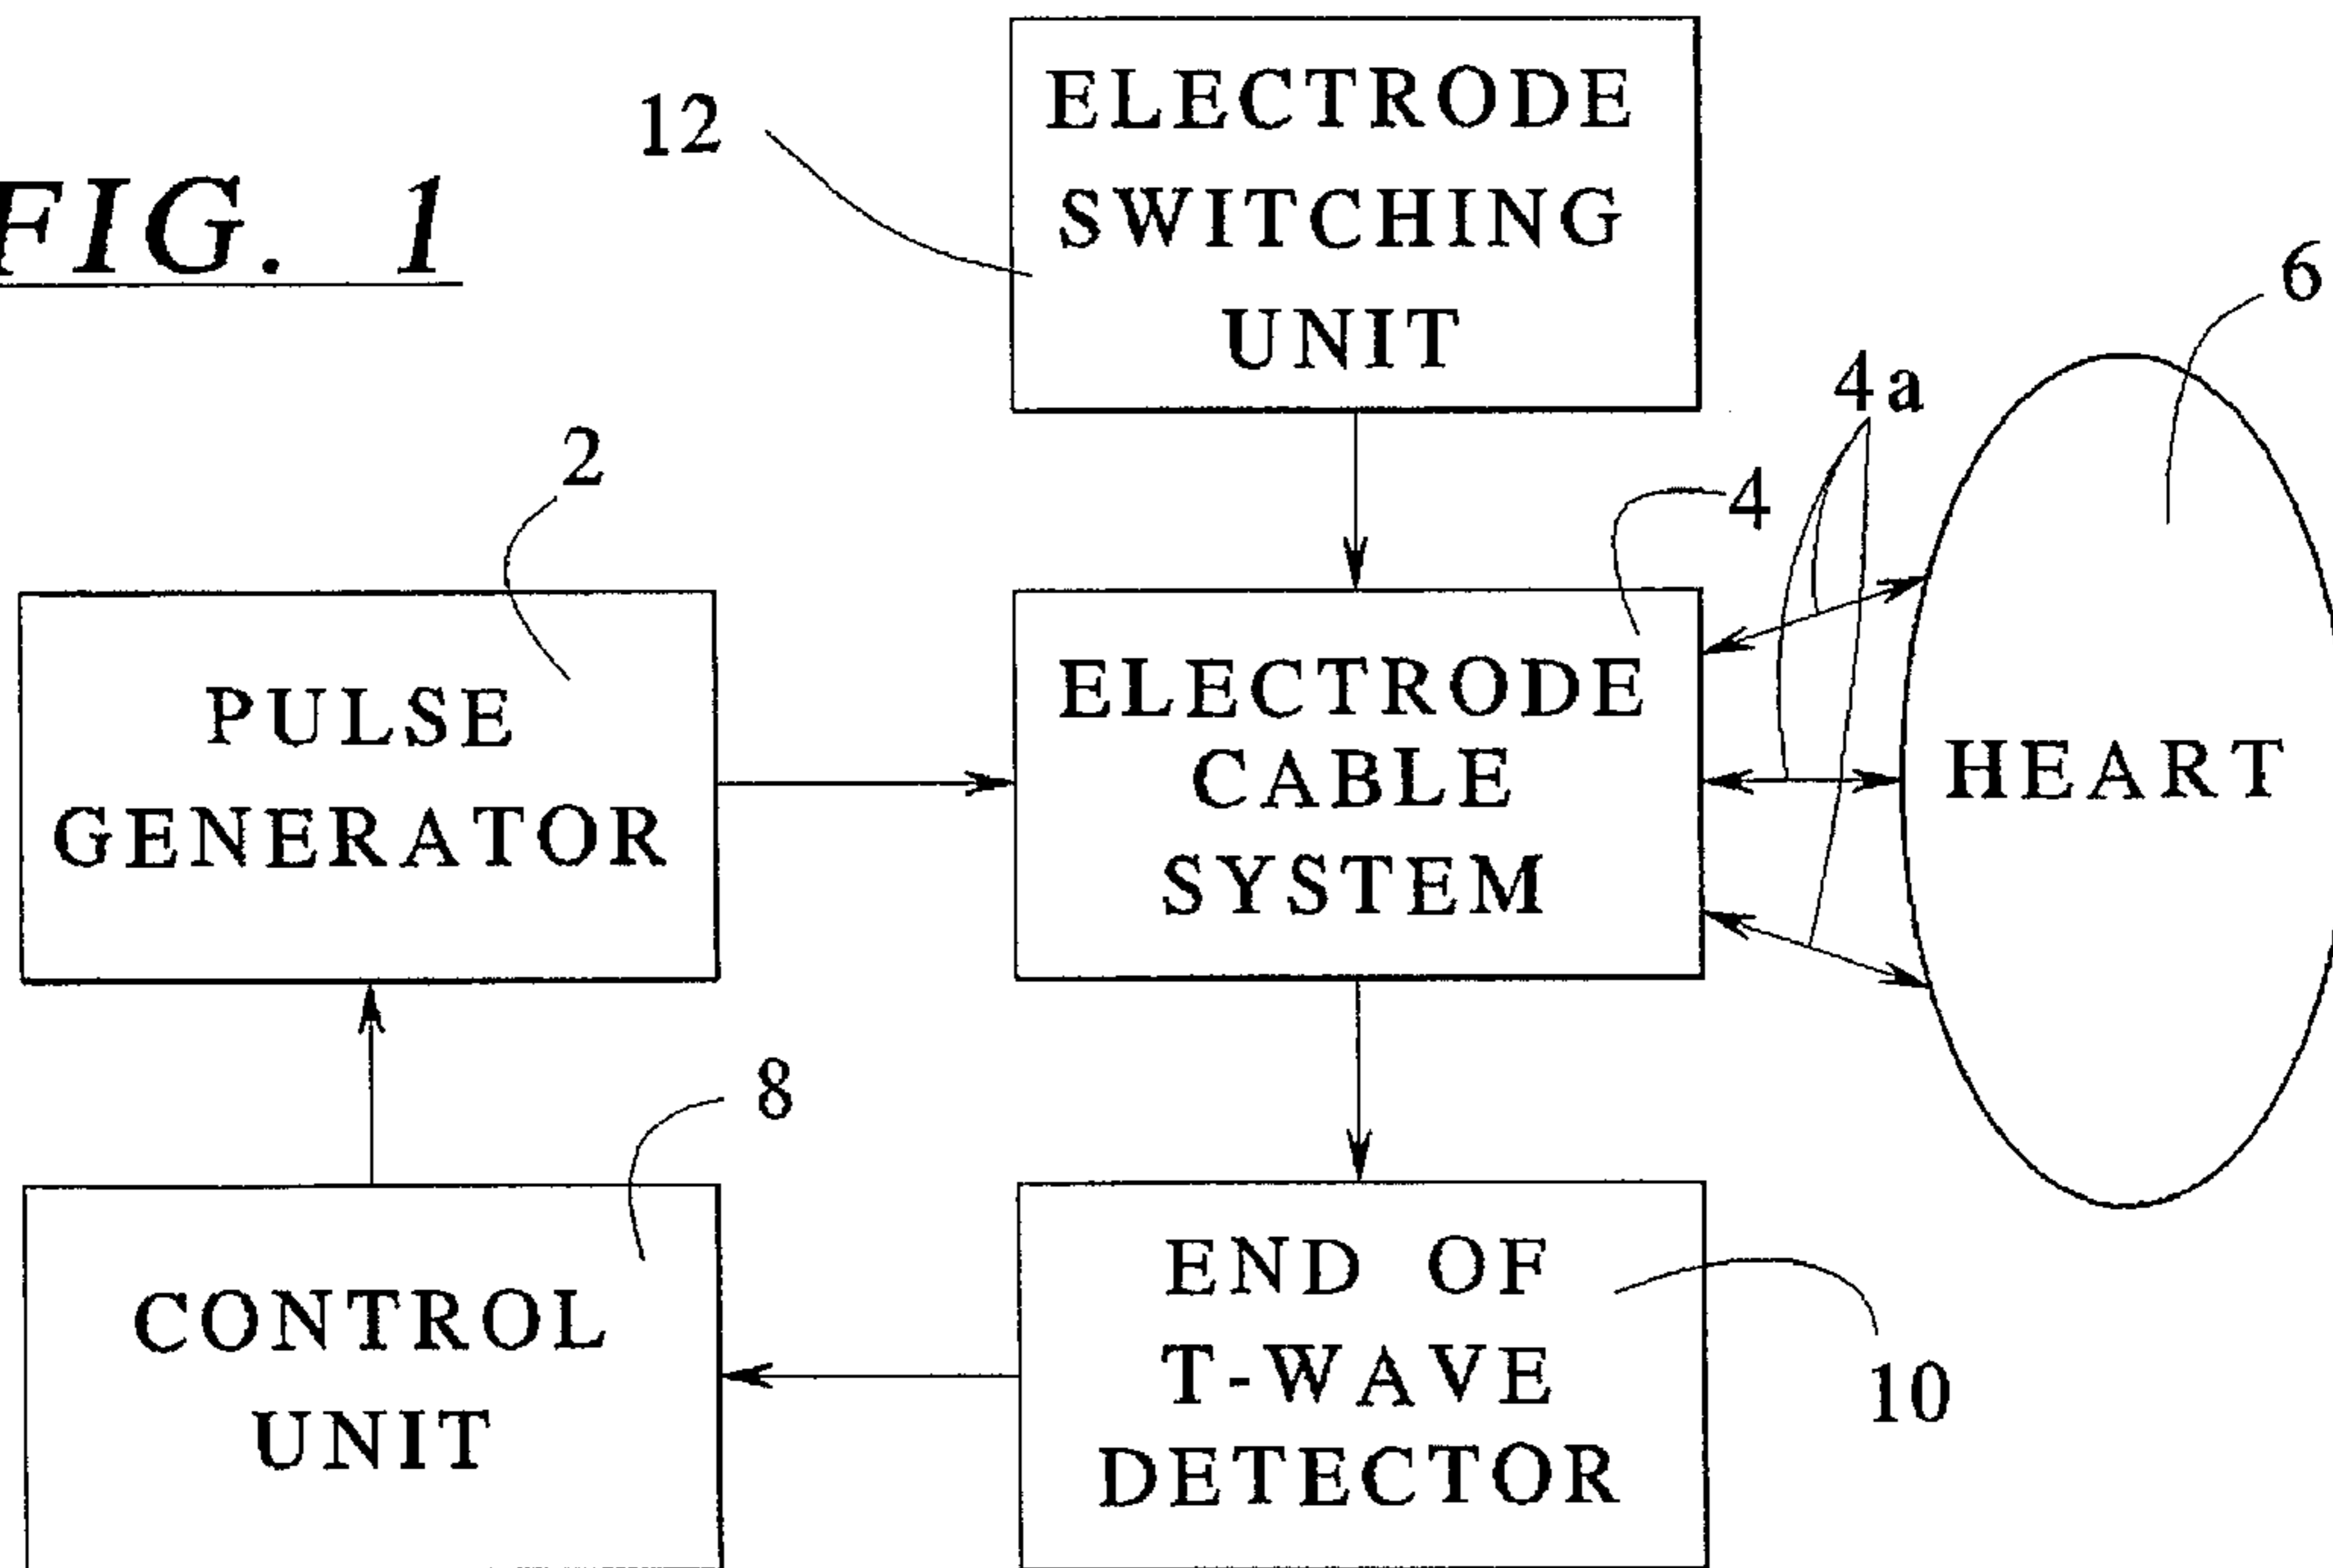 FIG. 1
12
ELECTRODE
SWITCHING
UNIT
6
4a
2
4
PULSE
GENERATOR
ELECTRODE
CABLE
SYSTEM
HEART
8
CONTROL
UNIT
END OF
T-WAVE
DETECTOR
10